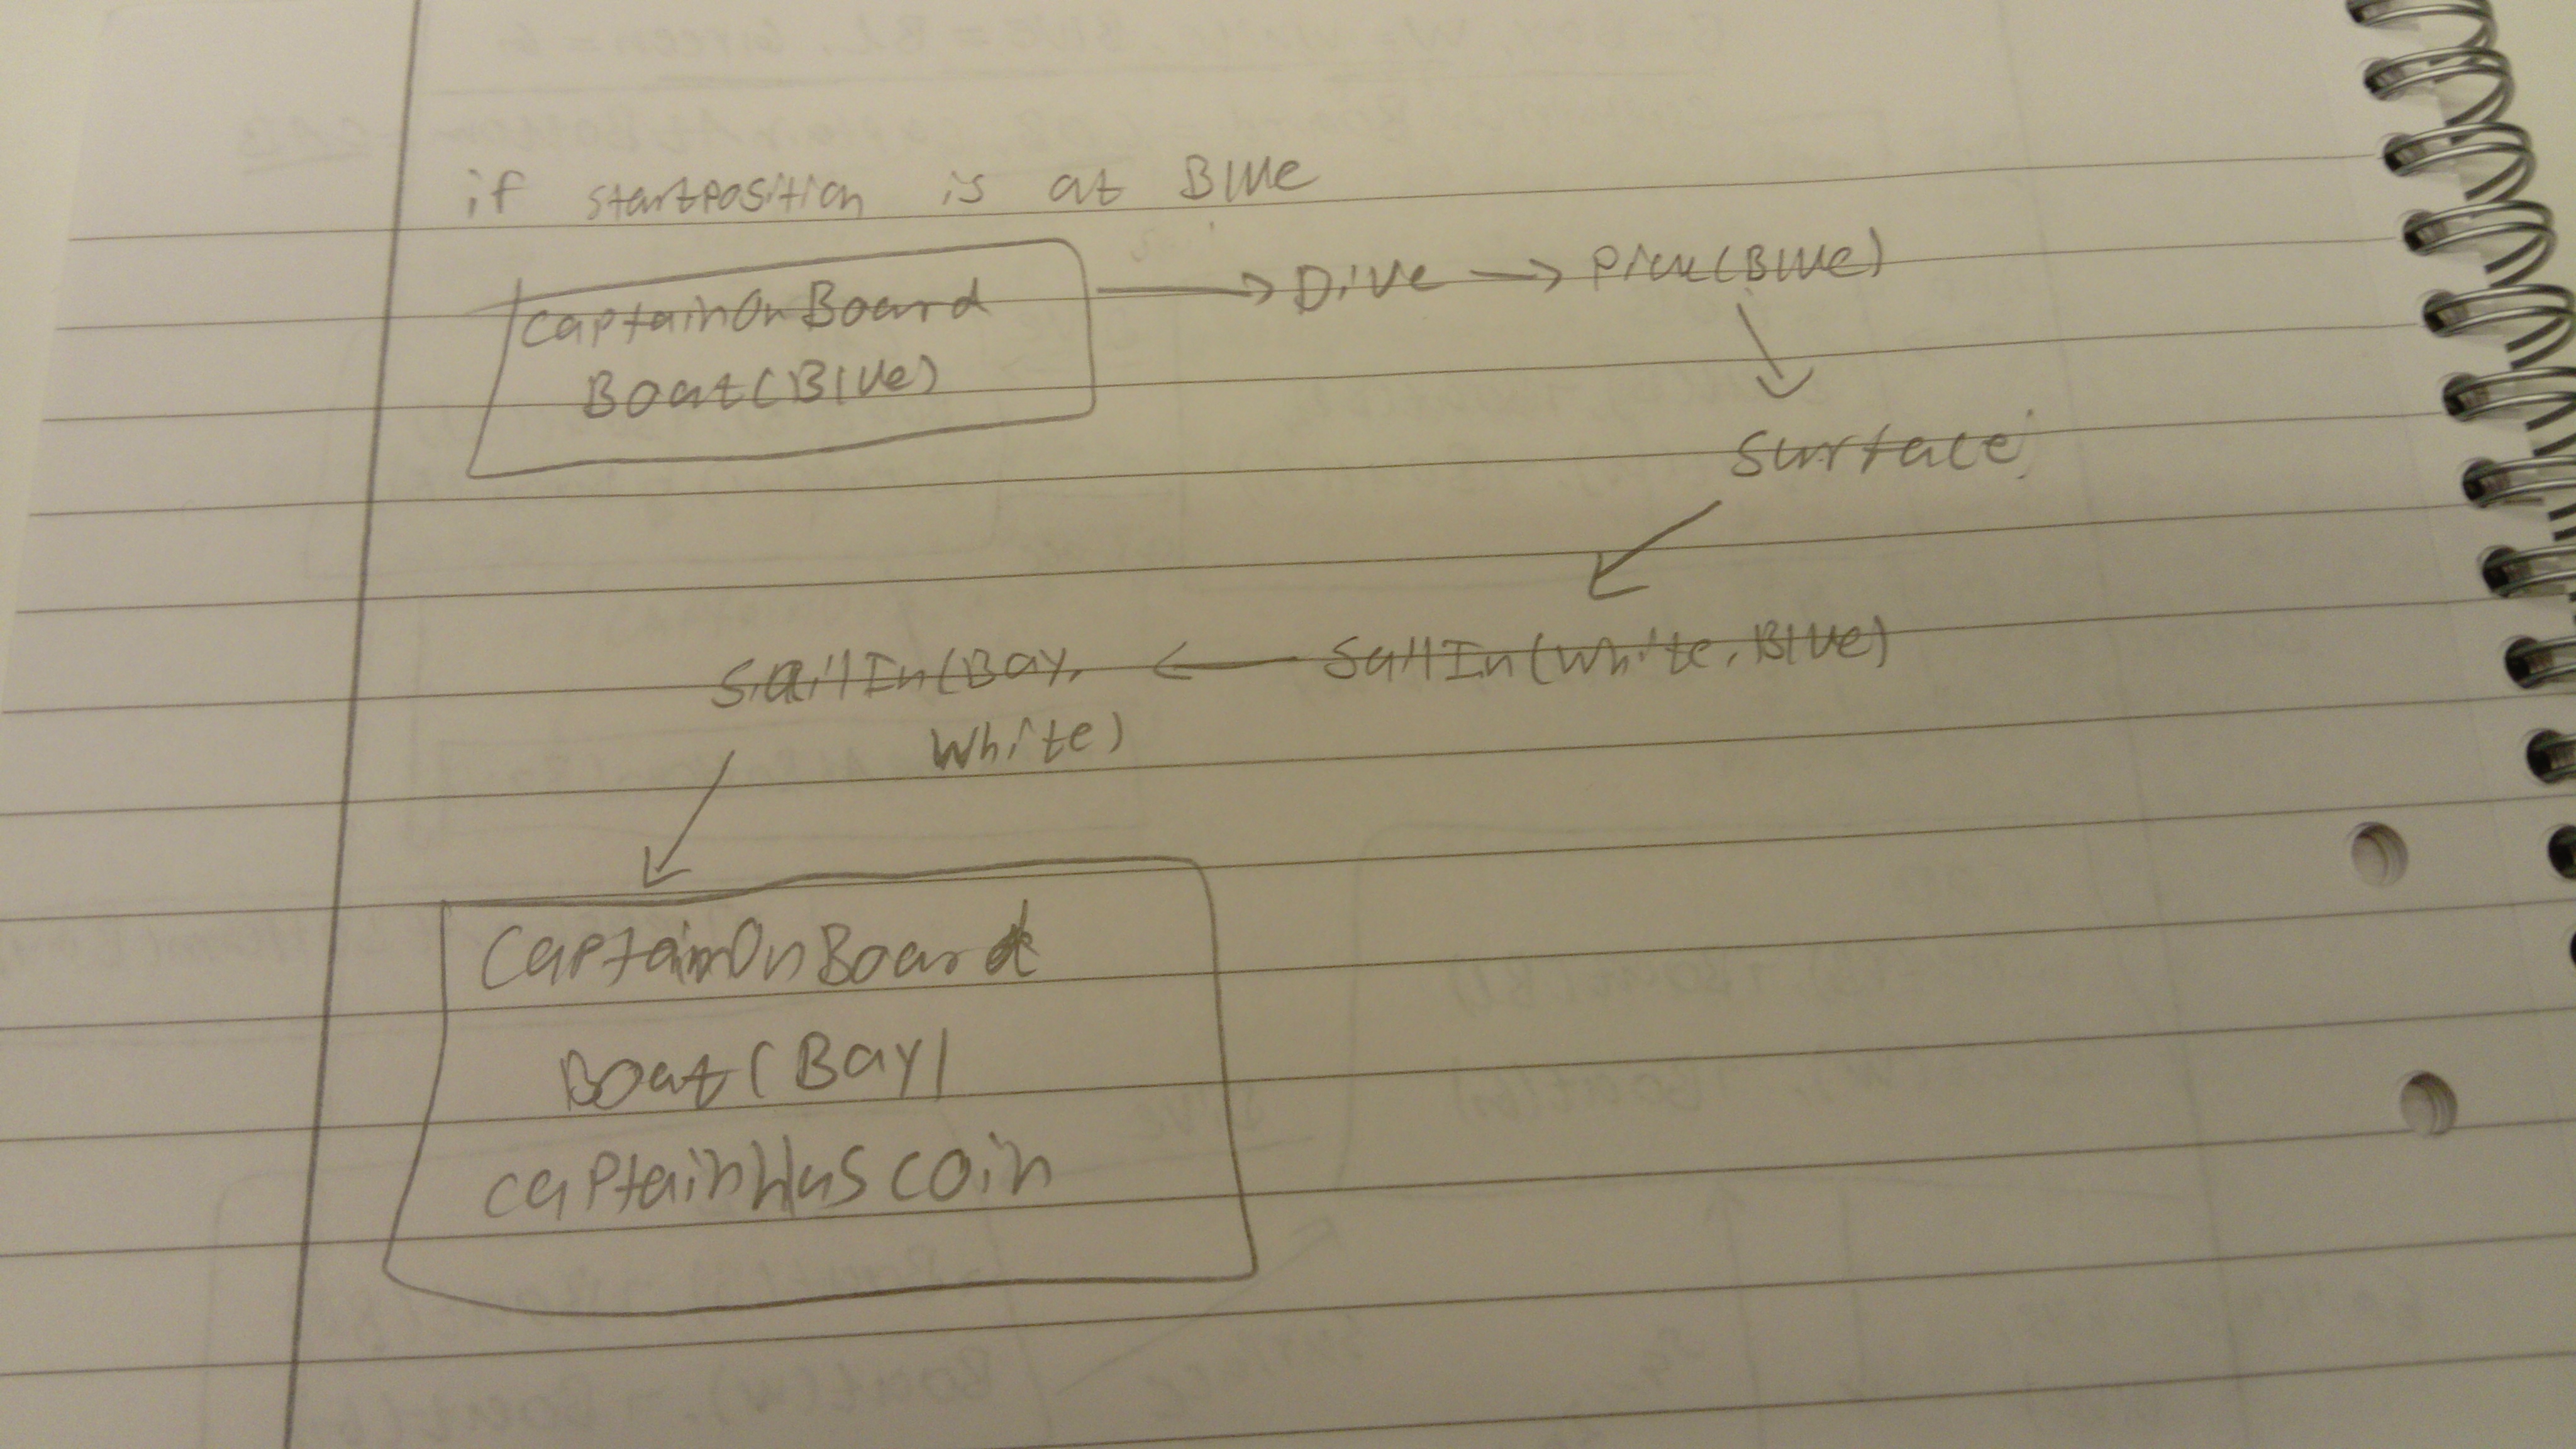 if startposition is at Blue
CaptainOnBoard
Boat(Blue)
Dive
Pick(Blue)
Surface
SailIn(White, Blue)
SailIn(Bay,
White)
CaptainOnBoard
Boat(Bay)
captainHascoin